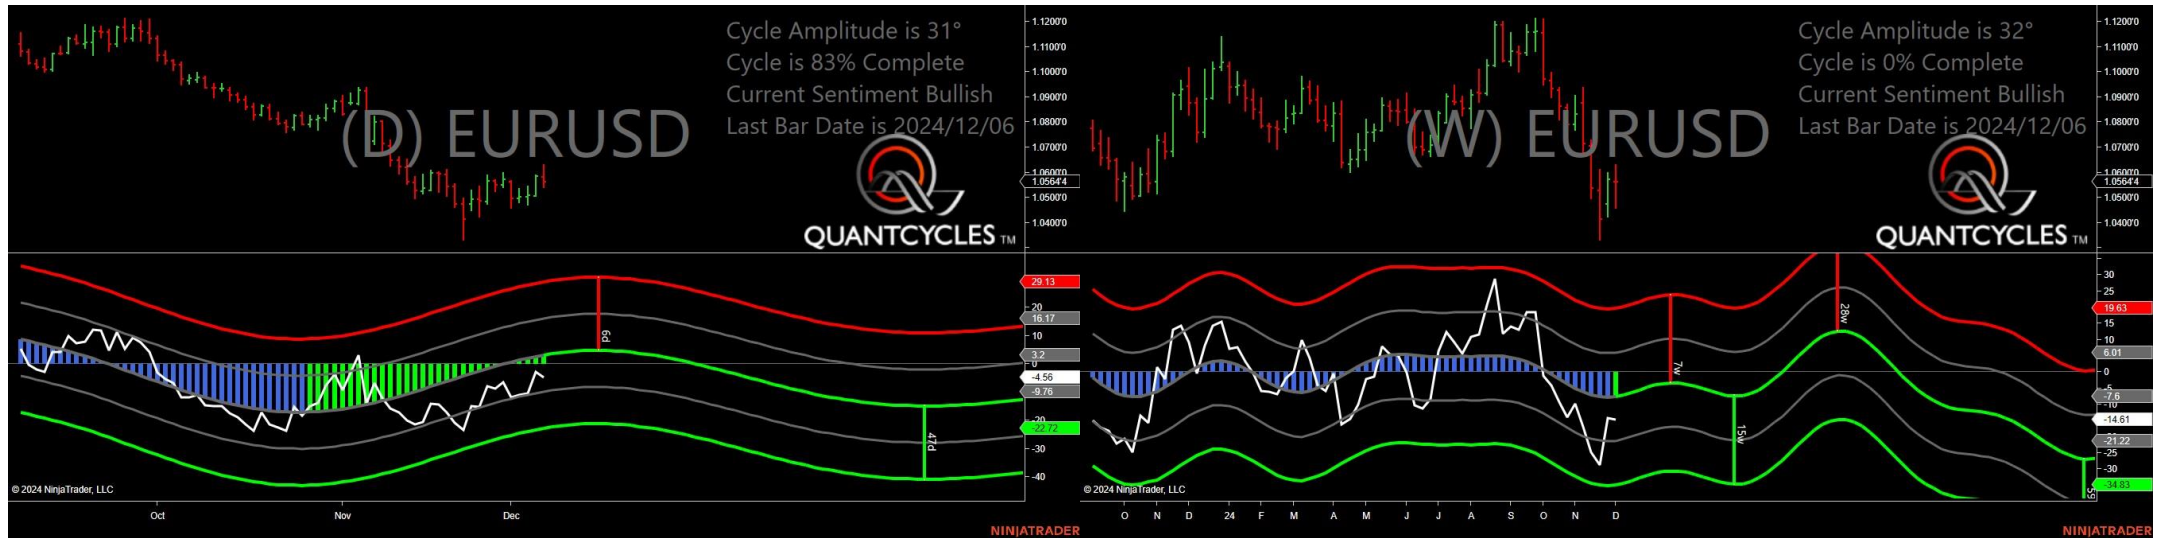 Cycle Amplitude is 31°
Cycle is 83% Complete
Current Sentiment Bullish
Last Bar Date is 2024/12/06
(D) EURUSD
QUANTCYCLES TM
1.1200'0
1.1100'0
1.1000'0
1.0900'0
1.0800'0
1.0700'0
1.0600'0
1.0564'4
1.0500'0
1.0400'0
29.13
20
16.17
10
3.2
0
-4.56
-9.76
-20
-22.72
-30
-40
6d
47d
© 2024 NinjaTrader, LLC
Oct Nov Dec
NINJATRADER
Cycle Amplitude is 32°
Cycle is 0% Complete
Current Sentiment Bullish
Last Bar Date is 2024/12/06
(W) EURUSD
QUANTCYCLES TM
1.1200'0
1.1100'0
1.1000'0
1.0900'0
1.0800'0
1.0700'0
1.0600'0
1.0564'4
1.0500'0
1.0400'0
30
25
19.63
15
10
6.01
0
-5
-7.6
-10
-14.61
-21.22
-25
-30
-34.83
7w
15w
28w
59
© 2024 NinjaTrader, LLC
O N D 24 F M A M J J A S O N D
NINJATRADER